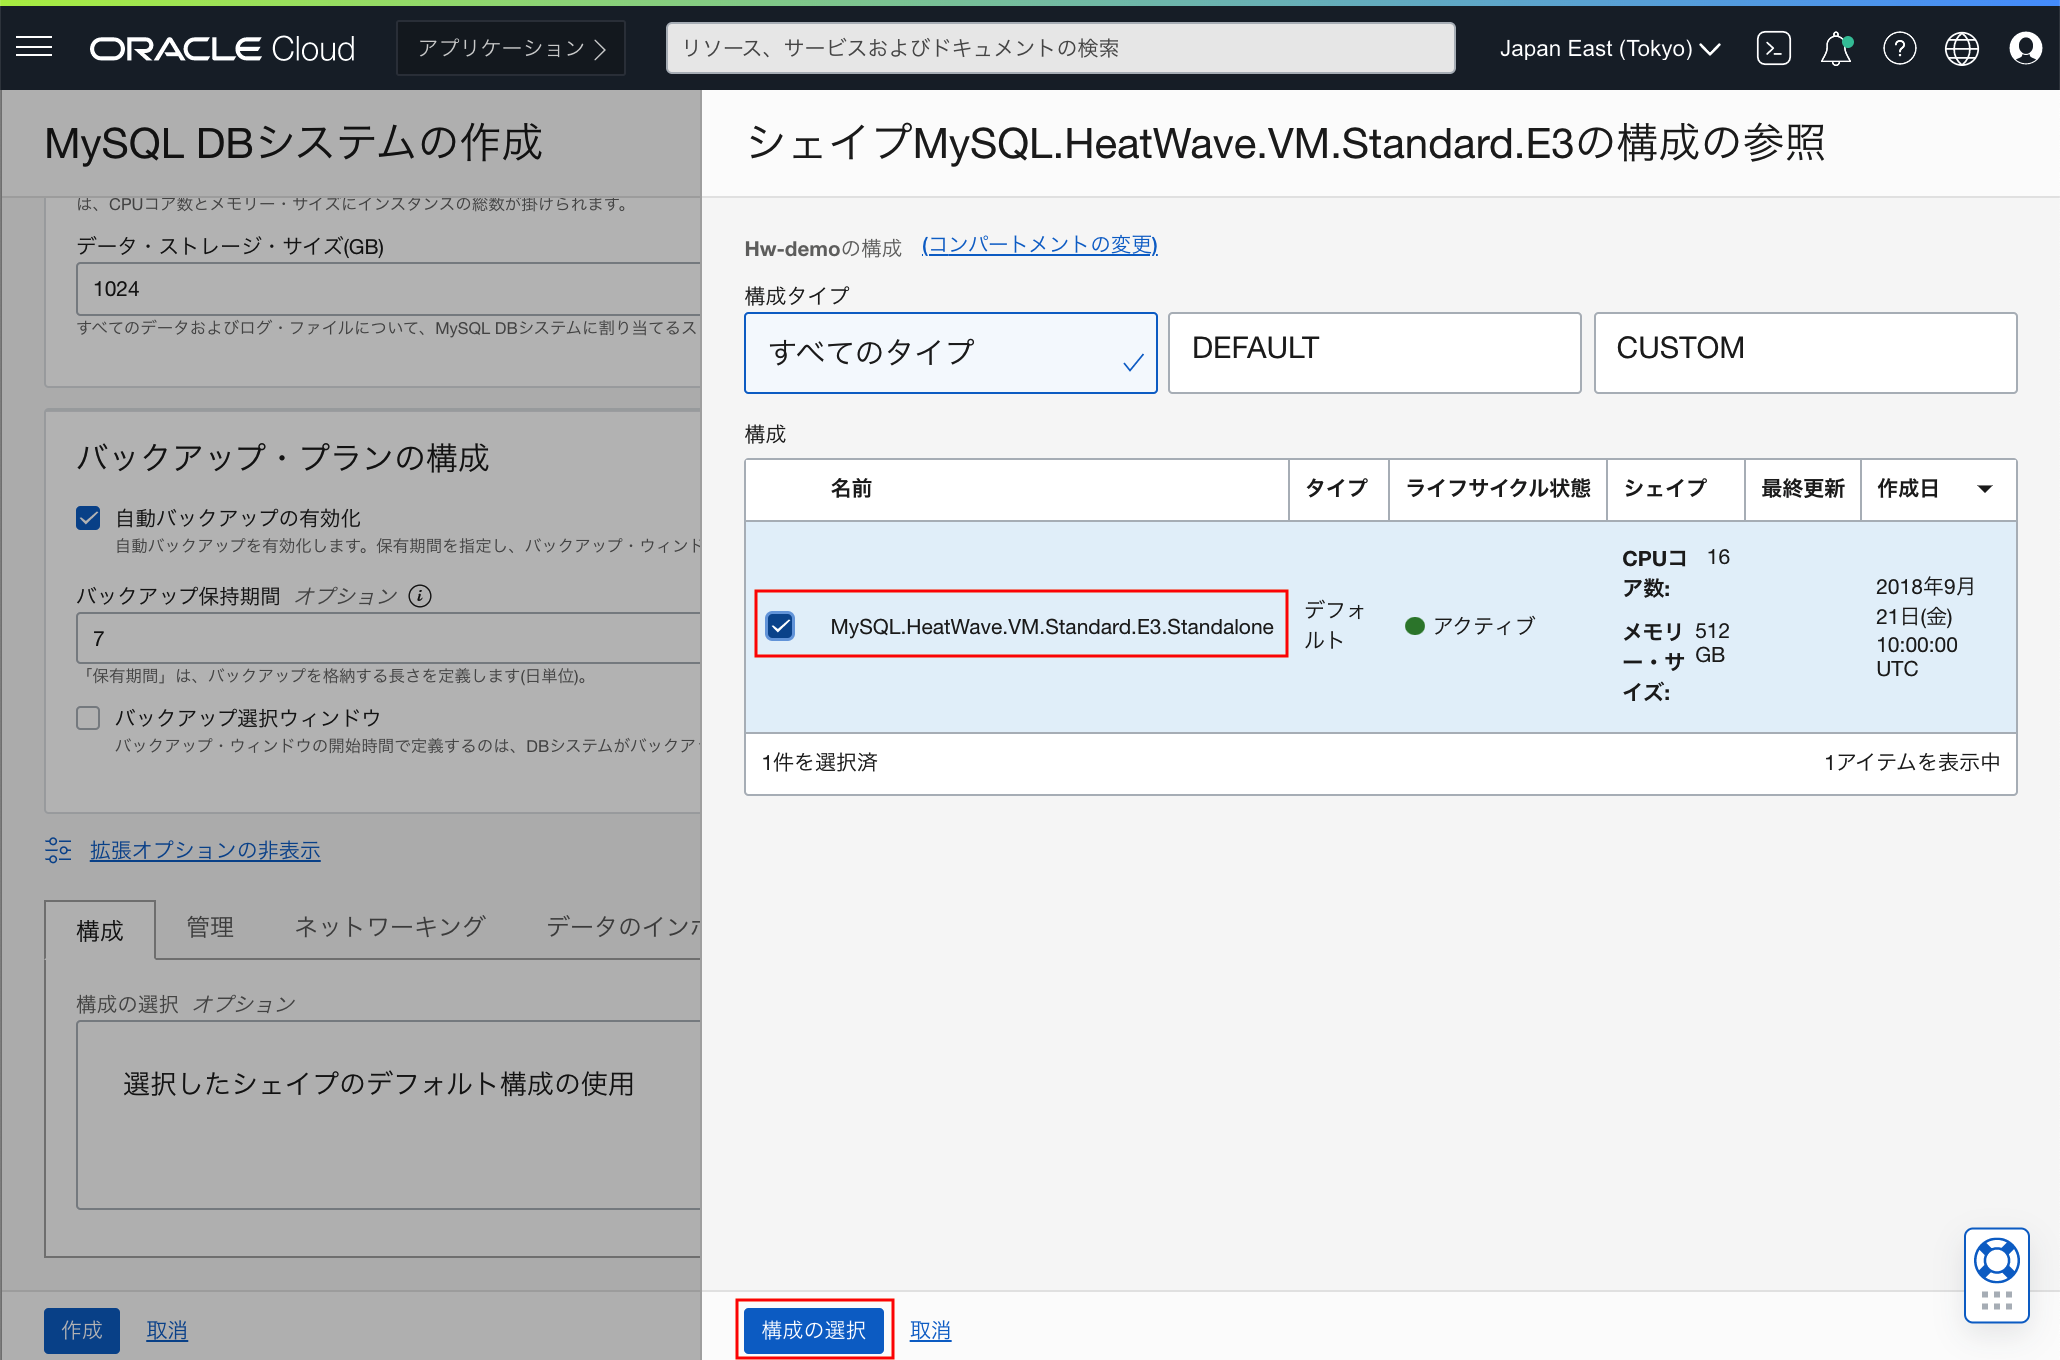 ORACLE Cloud
アプリケーション
リソース、サービスおよびドキュメントの検索
Japan East (Tokyo)
MySQL DBシステムの作成
は、CPUコア数とメモリー・サイズにインスタンスの総数が掛けられます。
データ・ストレージ・サイズ(GB)
1024
すべてのデータおよびログ・ファイルについて、MySQL DBシステムに割り当てるス
バックアップ・プランの構成
自動バックアップの有効化
自動バックアップを有効化します。保有期間を指定し、バックアップ・ウィンド
バックアップ保持期間 オプション
7
「保有期間」は、バックアップを格納する長さを定義します(日単位)。
バックアップ選択ウィンドウ
バックアップ・ウィンドウの開始時間で定義するのは、DBシステムがバックアッ
拡張オプションの非表示
構成 管理 ネットワーキング データのイン
構成の選択 オプション
選択したシェイプのデフォルト構成の使用
作成 取消
シェイプMySQL.HeatWave.VM.Standard.E3の構成の参照
Hw-demoの構成 (コンパートメントの変更)
構成タイプ
すべてのタイプ DEFAULT CUSTOM
構成
名前 タイプ ライフサイクル状態 シェイプ 最終更新 作成日
MySQL.HeatWave.VM.Standard.E3.Standalone
デフォ
ルト
アクティブ
CPUコ 16
ア数:
メモリ 512
ー・サ GB
イズ:
2018年9月
21日(金)
10:00:00
UTC
1件を選択済 1アイテムを表示中
構成の選択 取消